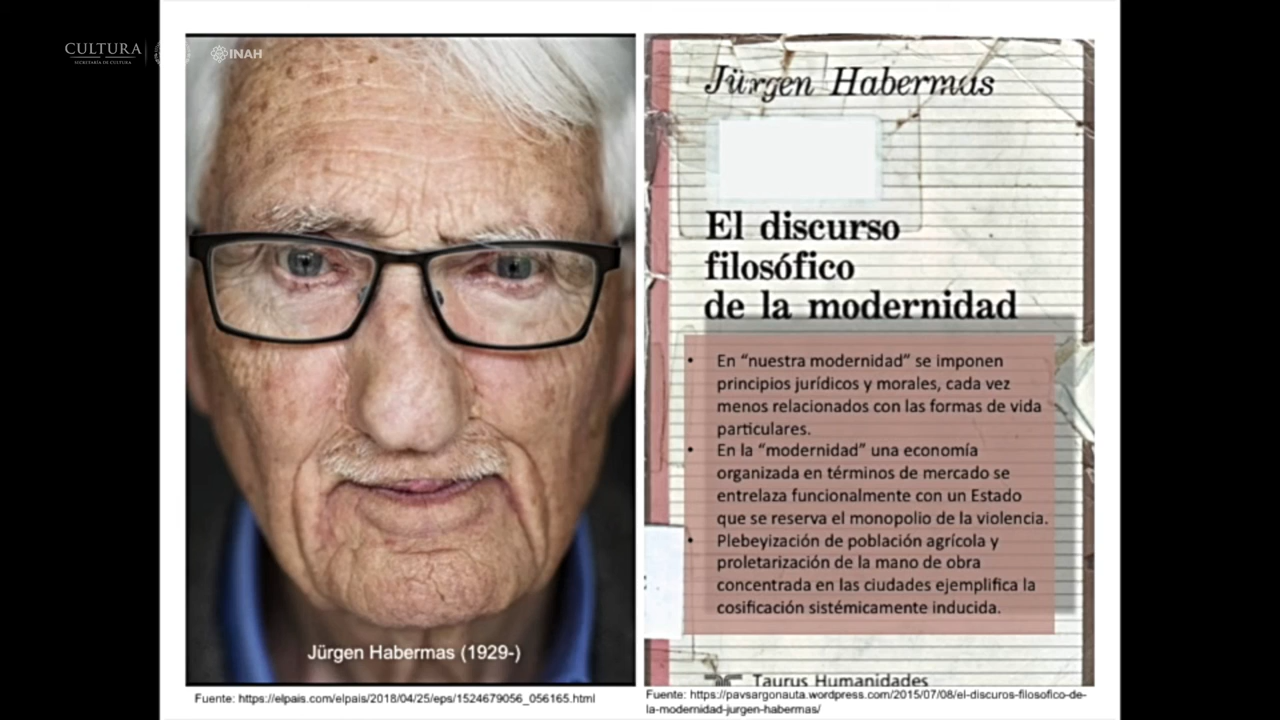 CULTURA
SECRETARÍA DE CULTURA
INAH
Jürgen Habermas
El discurso
filosófico
de la modernidad
• En “nuestra modernidad” se imponen
principios jurídicos y morales, cada vez
menos relacionados con las formas de vida
particulares.
• En la “modernidad” una economía
organizada en términos de mercado se
entrelaza funcionalmente con un Estado
que se reserva el monopolio de la violencia.
• Plebeyización de población agrícola y
proletarización de la mano de obra
concentrada en las ciudades ejemplifica la
cosificación sistémicamente inducida.
Taurus Humanidades
Jürgen Habermas (1929-)
Fuente: https://elpais.com/elpais/2018/04/25/eps/1524679056_056165.html
Fuente: https://pavsargonauta.wordpress.com/2015/07/08/el-discuros-filosofico-de-
la-modernidad-jurgen-habermas/